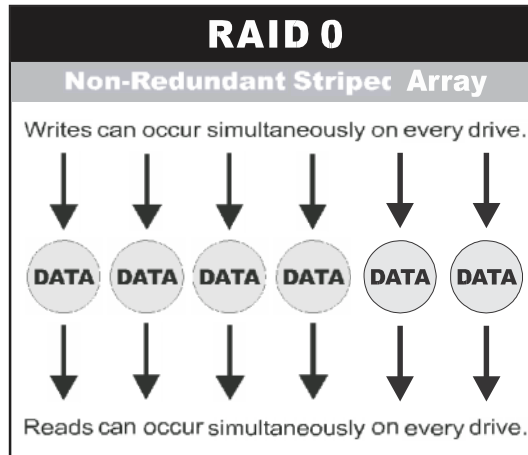 RAID 0
Non-Redundant Striped Array
Writes can occur simultaneously on every drive.
DATA DATA DATA DATA DATA DATA
Reads can occur simultaneously on every drive.